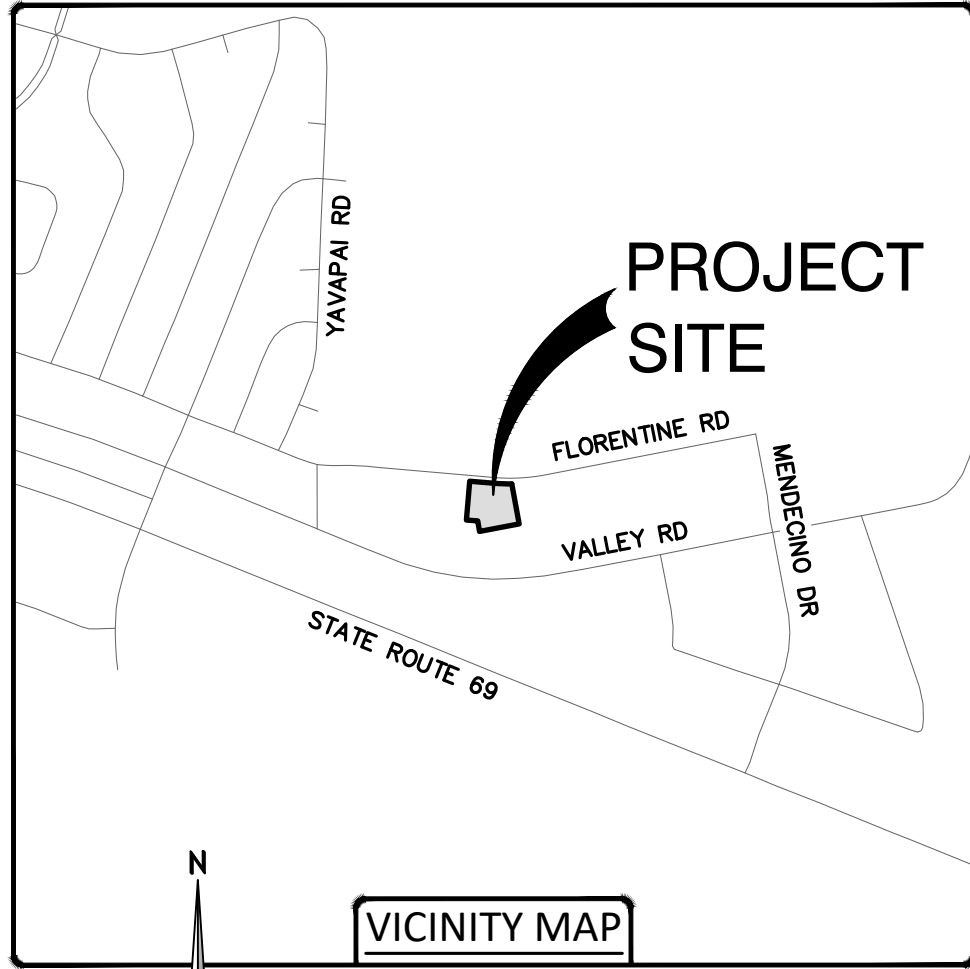 YAVAPAI RD
PROJECT
SITE
FLORENTINE RD
MENDECINO DR
VALLEY RD
STATE ROUTE 69
N
VICINITY MAP